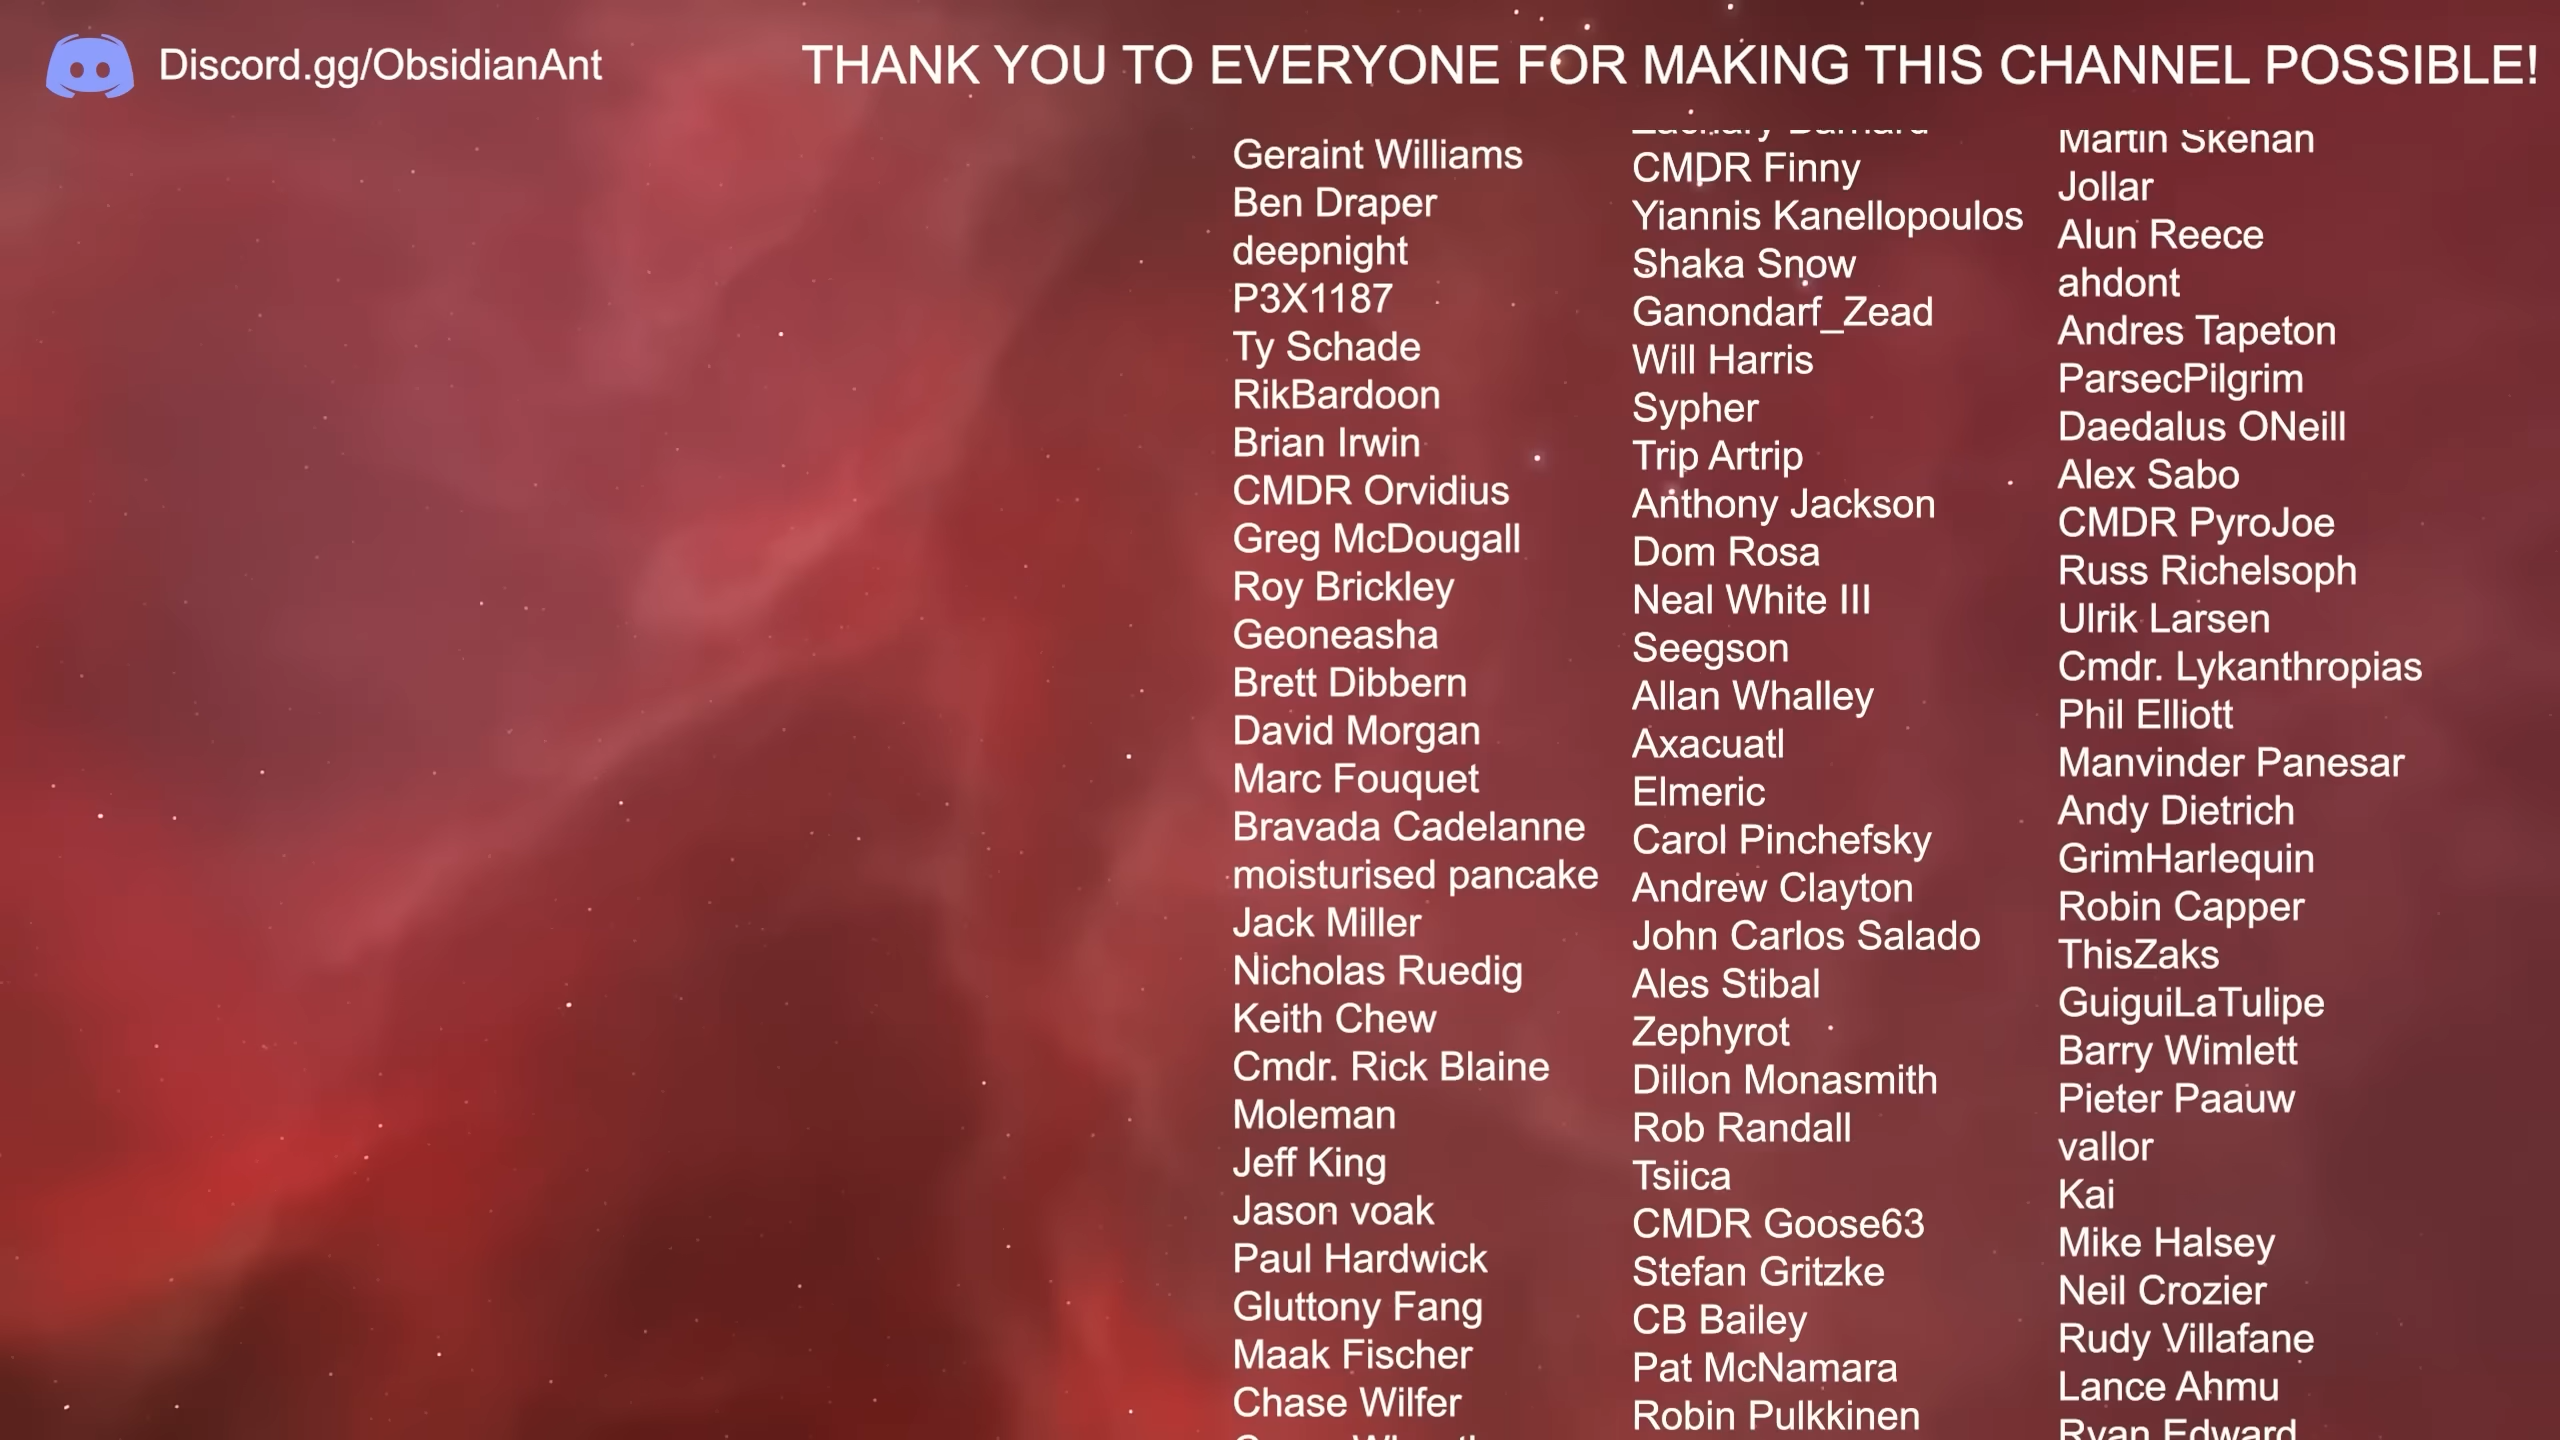 Discord.gg/ObsidianAnt
THANK YOU TO EVERYONE FOR MAKING THIS CHANNEL POSSIBLE!
Geraint Williams
Ben Draper
deepnight
P3X1187
Ty Schade
RikBardoon
Brian Irwin
CMDR Orvidius
Greg McDougall
Roy Brickley
Geoneasha
Brett Dibbern
David Morgan
Marc Fouquet
Bravada Cadelanne
moisturised pancake
Jack Miller
Nicholas Ruedig
Keith Chew
Cmdr. Rick Blaine
Moleman
Jeff King
Jason voak
Paul Hardwick
Gluttony Fang
Maak Fischer
Chase Wilfer
CMDR Finny
Yiannis Kanellopoulos
Shaka Snow
Ganondarf_Zead
Will Harris
Sypher
Trip Artrip
Anthony Jackson
Dom Rosa
Neal White III
Seegson
Allan Whalley
Axacuatl
Elmeric
Carol Pinchefsky
Andrew Clayton
John Carlos Salado
Ales Stibal
Zephyrot
Dillon Monasmith
Rob Randall
Tsiica
CMDR Goose63
Stefan Gritzke
CB Bailey
Pat McNamara
Robin Pulkkinen
Martin Skehan
Jollar
Alun Reece
ahdont
Andres Tapeton
ParsecPilgrim
Daedalus ONeill
Alex Sabo
CMDR PyroJoe
Russ Richelsoph
Ulrik Larsen
Cmdr. Lykanthropias
Phil Elliott
Manvinder Panesar
Andy Dietrich
GrimHarlequin
Robin Capper
ThisZaks
GuiguiLaTulipe
Barry Wimlett
Pieter Paauw
vallor
Kai
Mike Halsey
Neil Crozier
Rudy Villafane
Lance Ahmu
Ryan Edward